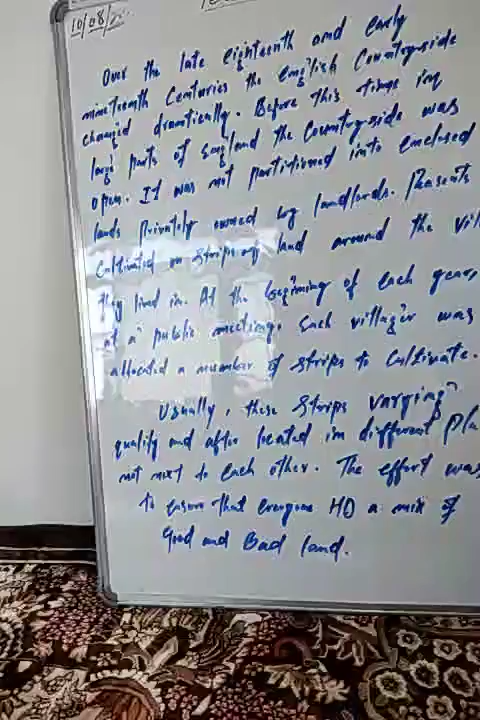 10/08/
Over the late eighteenth and early
nineteenth Centuries the english Countryside
changed dramatically. Before this time in
large parts of England the Countryside was
open. It was not partitioned into enclosed
lands privately owned by landlords. Peasents
Cultivated on strips of land around the vill
they lived in. At the beginning of each year,
at a public meeting, each villager was
allocated a number of strips to Cultivate.
Usually, these strips varying
quality and often located in different pla
not next to each other. The effort was
to ensure that everyone HD a mix of
Good and Bad land.